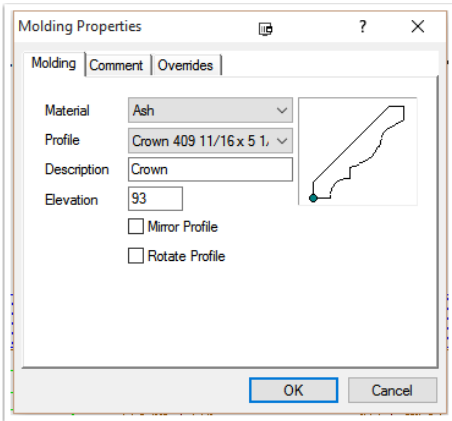 Molding Properties ?
Molding Comment Overrides
Material Ash
Profile Crown 409 11/16 x 5 1/
Description Crown
Elevation 93
Mirror Profile
Rotate Profile
OK Cancel